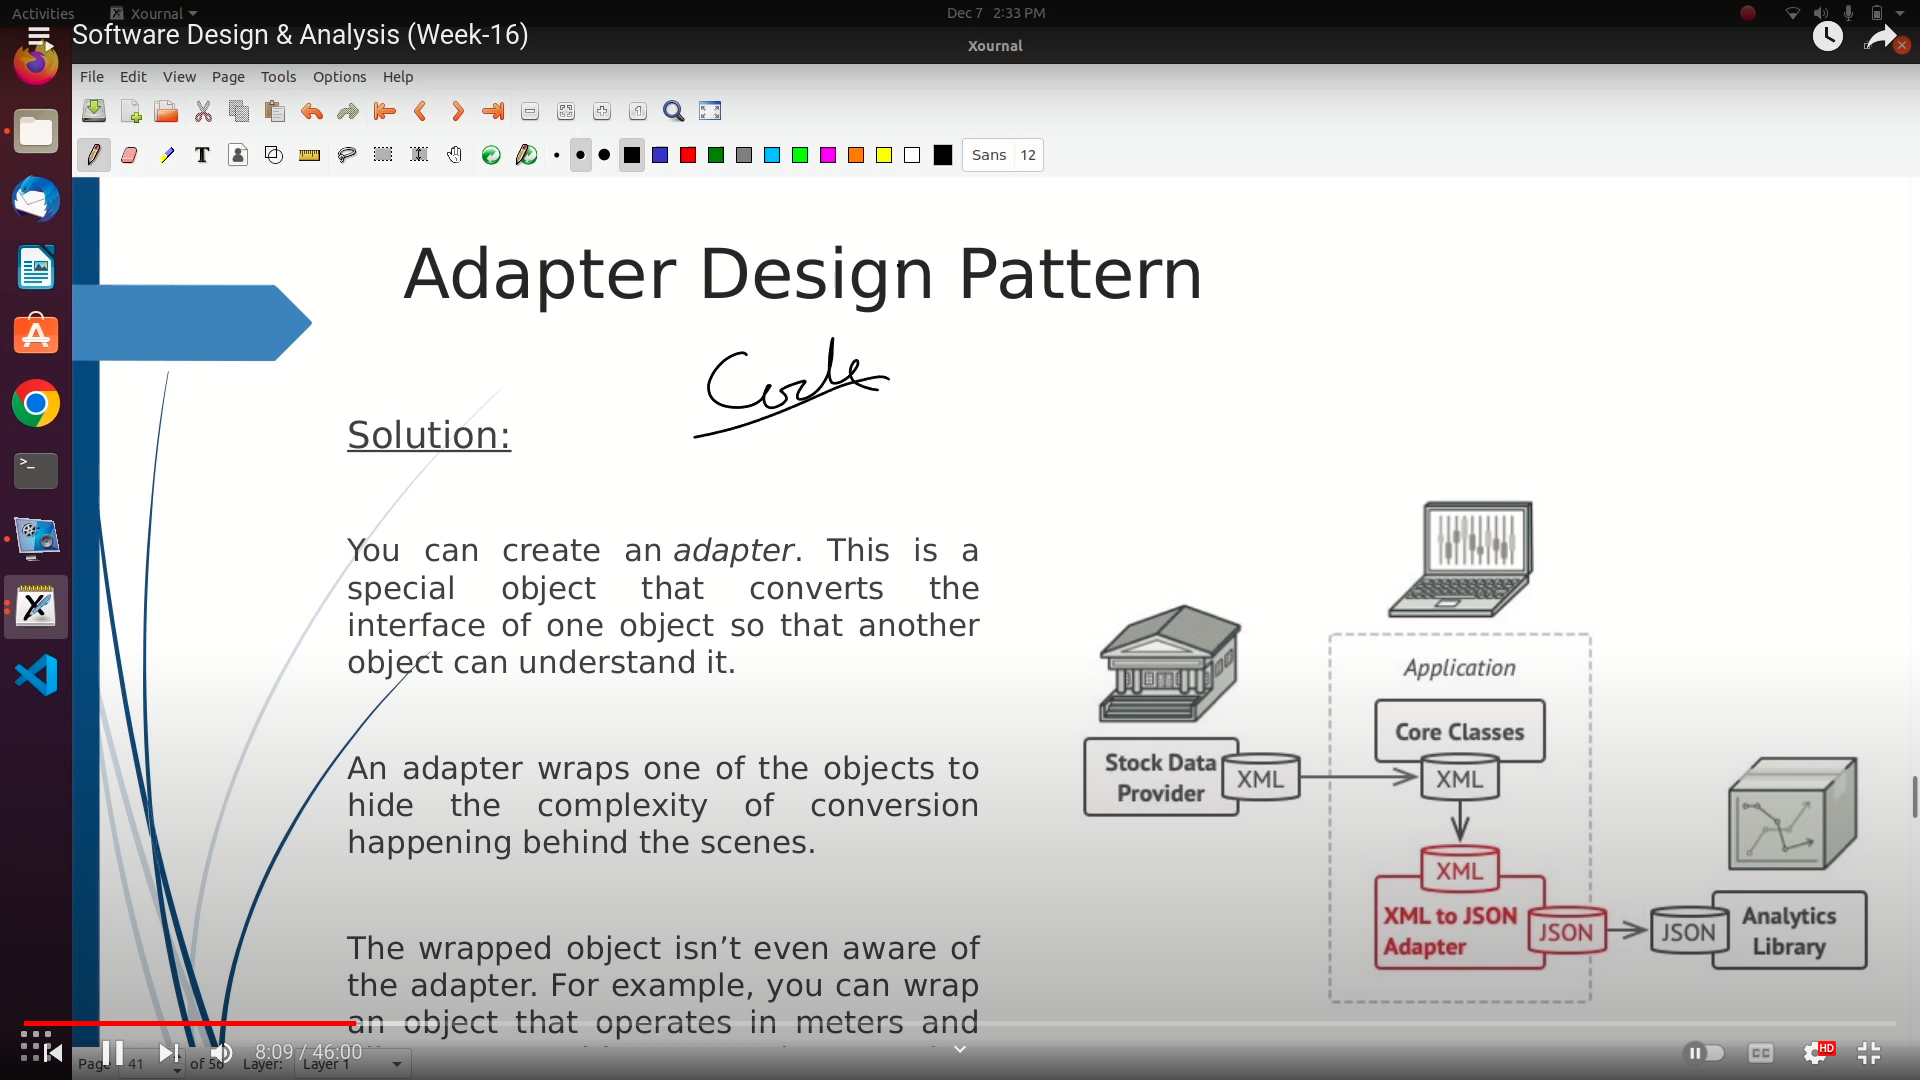 Activities
Xournal
Dec 7 2:33 PM
Software Design & Analysis (Week-16)
Xournal
File Edit View Page Tools Options Help
Sans 12
Adapter Design Pattern
Code
Solution:
You can create an adapter. This is a
special object that converts the
interface of one object so that another
object can understand it.
An adapter wraps one of the objects to
hide the complexity of conversion
happening behind the scenes.
The wrapped object isn’t even aware of
the adapter. For example, you can wrap
an object that operates in meters and
Application
Core Classes
Stock Data
Provider
XML
XML
XML
XML to JSON
Adapter
JSON
JSON
Analytics
Library
8:09 / 46:00
CC
HD
Page 41 of 56 Layer: Layer 1